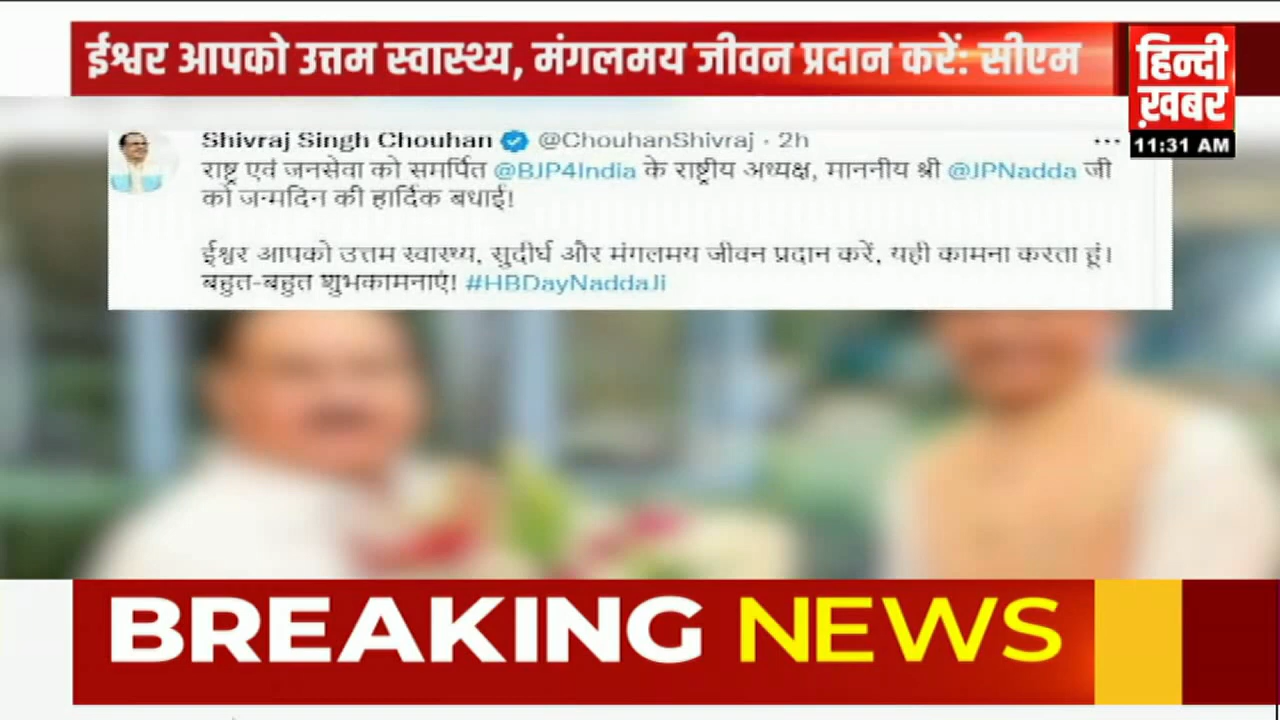 ईश्वर आपको उत्तम स्वास्थ्य, मंगलमय जीवन प्रदान करें: सीएम
हिन्दी
ख़बर
11:31 AM
Shivraj Singh Chouhan @ChouhanShivraj · 2h ...
राष्ट्र एवं जनसेवा को समर्पित @BJP4India के राष्ट्रीय अध्यक्ष, माननीय श्री @JPNadda जी
को जन्मदिन की हार्दिक बधाई!
ईश्वर आपको उत्तम स्वास्थ्य, सुदीर्घ और मंगलमय जीवन प्रदान करें, यही कामना करता हूं।
बहुत-बहुत शुभकामनाएं! #HBDayNaddaJi
BREAKING NEWS